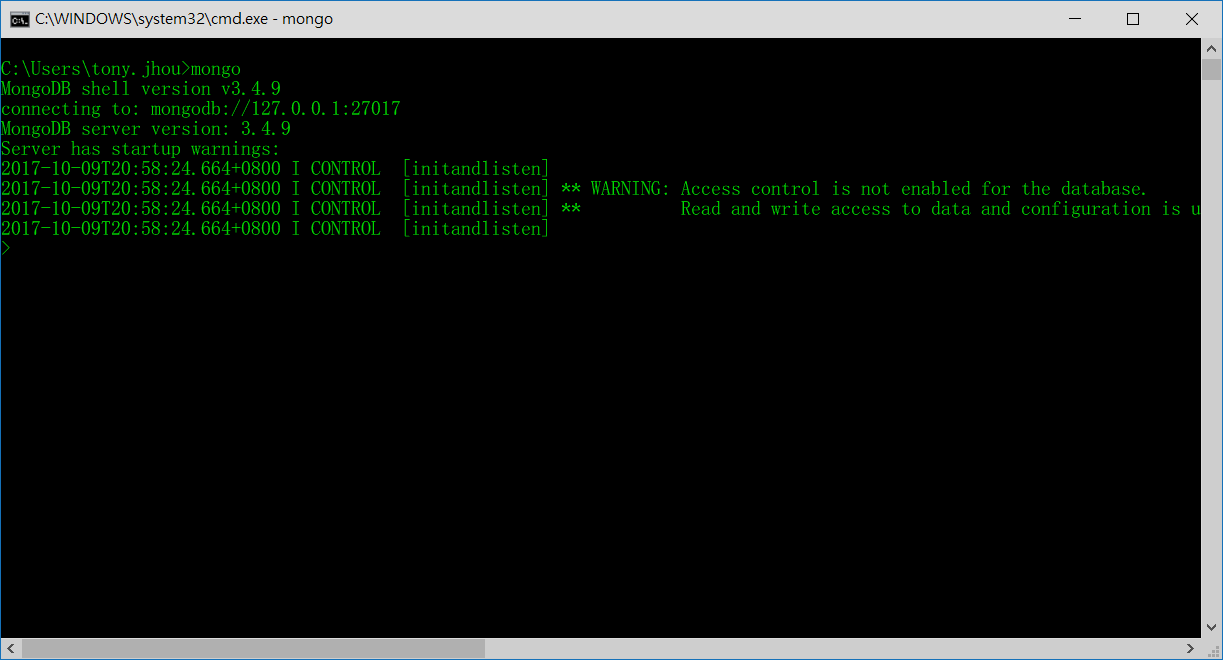 C:\WINDOWS\system32\cmd.exe - mongo
C:\Users\tony.jhou>mongo
MongoDB shell version v3.4.9
connecting to: mongodb://127.0.0.1:27017
MongoDB server version: 3.4.9
Server has startup warnings:
2017-10-09T20:58:24.664+0800 I CONTROL  [initandlisten]
2017-10-09T20:58:24.664+0800 I CONTROL  [initandlisten] ** WARNING: Access control is not enabled for the database.
2017-10-09T20:58:24.664+0800 I CONTROL  [initandlisten] **          Read and write access to data and configuration is u
2017-10-09T20:58:24.664+0800 I CONTROL  [initandlisten]
>